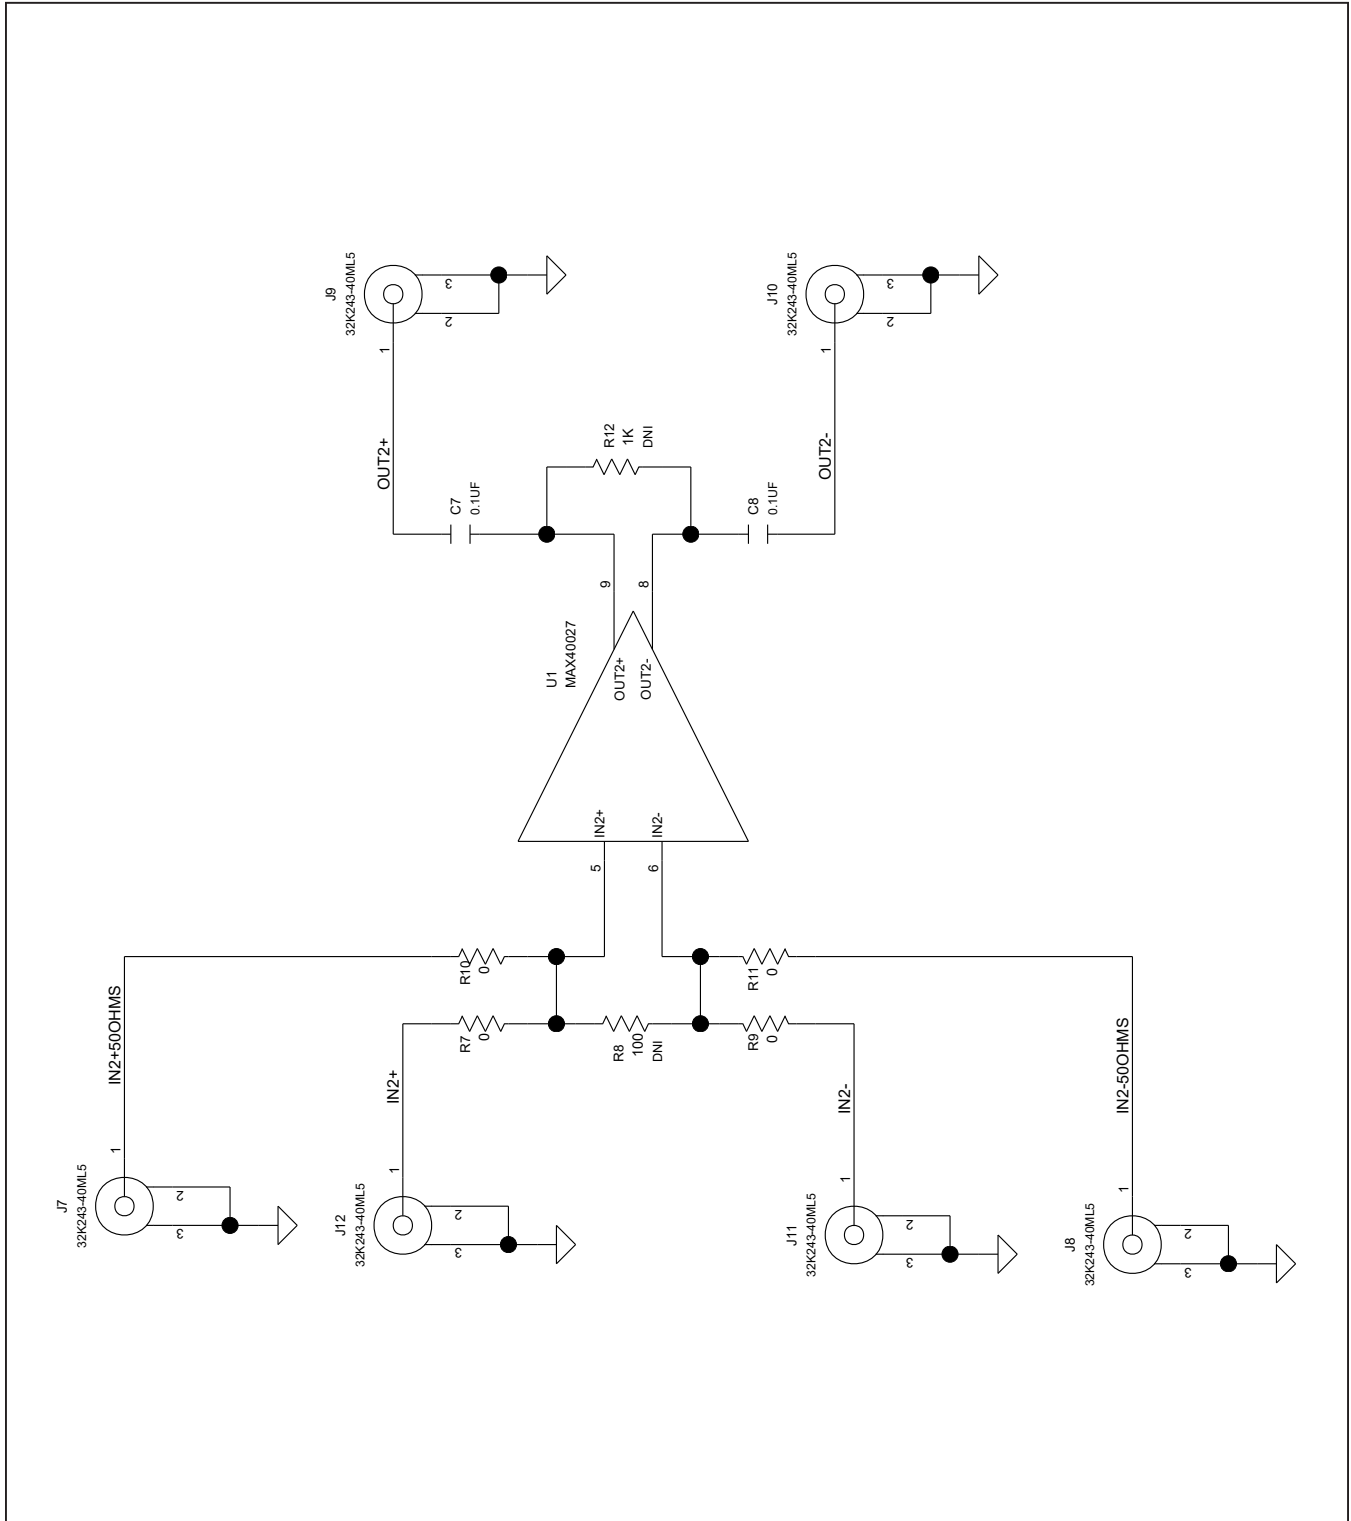 J9
32K243-40ML5
1
2
3
OUT2+
C7
0.1UF
R12
1K
DNI
J10
32K243-40ML5
1
2
3
OUT2-
C8
0.1UF
9
8
U1
MAX40027
OUT2+
OUT2-
IN2+
IN2-
5
6
R10
0
R7
0
R8
100
DNI
R11
0
R9
0
IN2+50OHMS
J7
32K243-40ML5
1
2
3
IN2+
J12
32K243-40ML5
1
2
3
IN2-
J11
32K243-40ML5
1
2
3
IN2-50OHMS
J8
32K243-40ML5
1
2
3